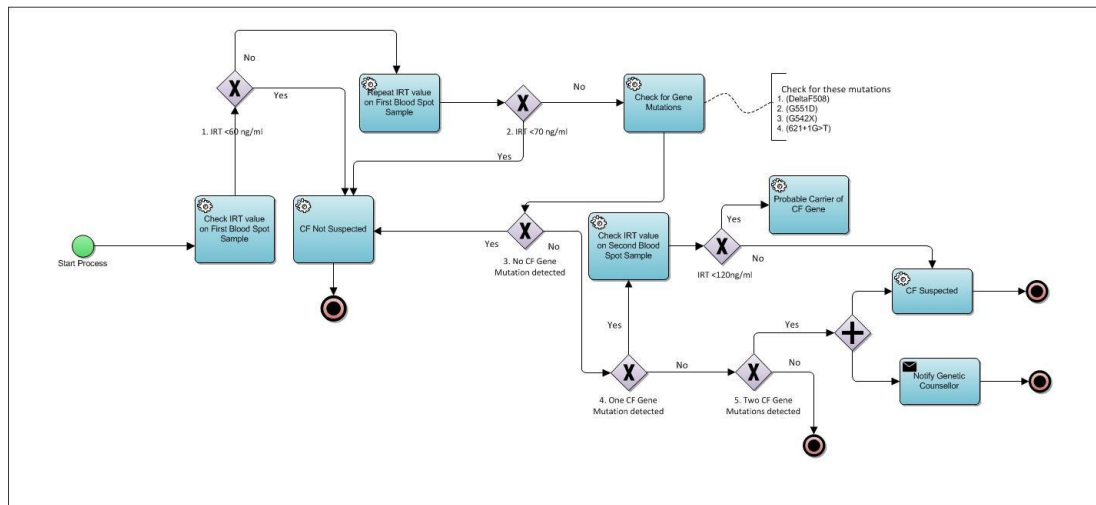 No
Yes
1. IRT <60 ng/ml
Repeat IRT value
on First Blood Spot
Sample
No
2. IRT <70 ng/ml
Yes
Check for Gene
Mutations
Check for these mutations
1. (DeltaF508)
2. (G551D)
3. (G542X)
4. (621+1G>T)
Start Process
Check IRT value
on First Blood Spot
Sample
CF Not Suspected
Yes
No
3. No CF Gene
Mutation detected
Check IRT value
on Second Blood
Spot Sample
Yes
No
IRT <120ng/ml
Probable Carrier of
CF Gene
CF Suspected
Yes
No
4. One CF Gene
Mutation detected
Yes
No
5. Two CF Gene
Mutations detected
Notify Genetic
Counsellor